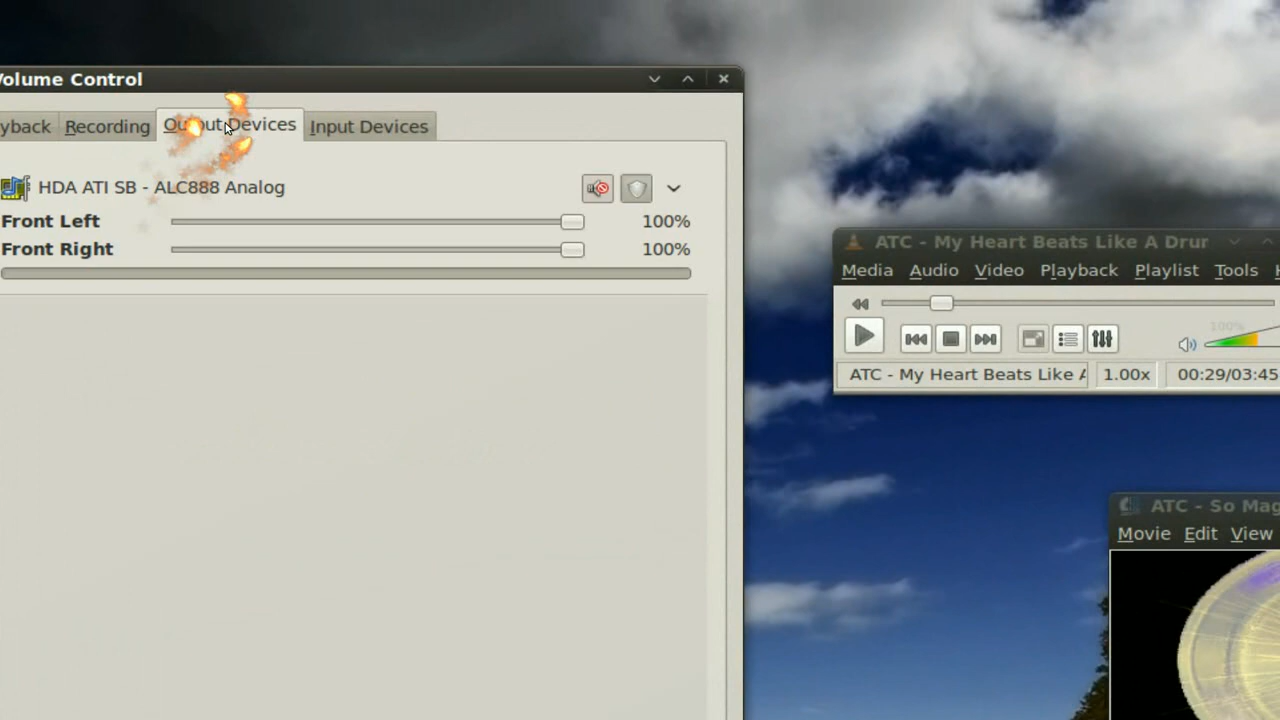 Volume Control
yback Recording Output Devices Input Devices
HDA ATI SB - ALC888 Analog
Front Left 100%
Front Right 100%
ATC - My Heart Beats Like A Drur
Media Audio Video Playback Playlist Tools
100%
ATC - My Heart Beats Like A 1.00x 00:29/03:45
ATC - So Mag
Movie Edit View